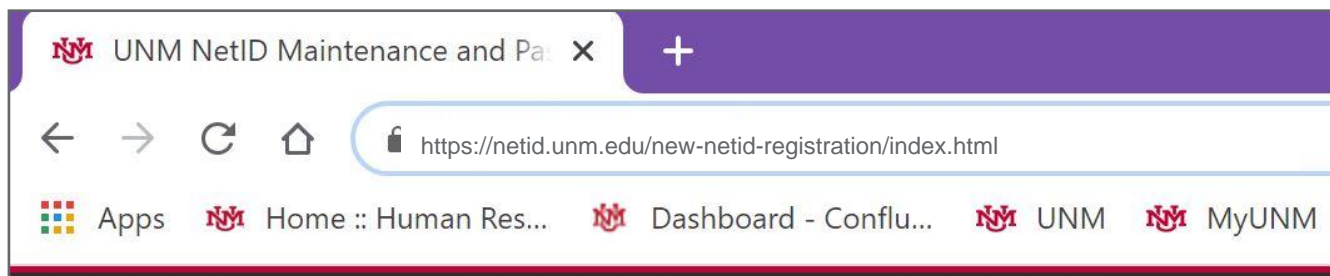 UNM NetID Maintenance and Pa
https://netid.unm.edu/new-netid-registration/index.html
Apps Home :: Human Res... Dashboard - Conflu... UNM MyUNM